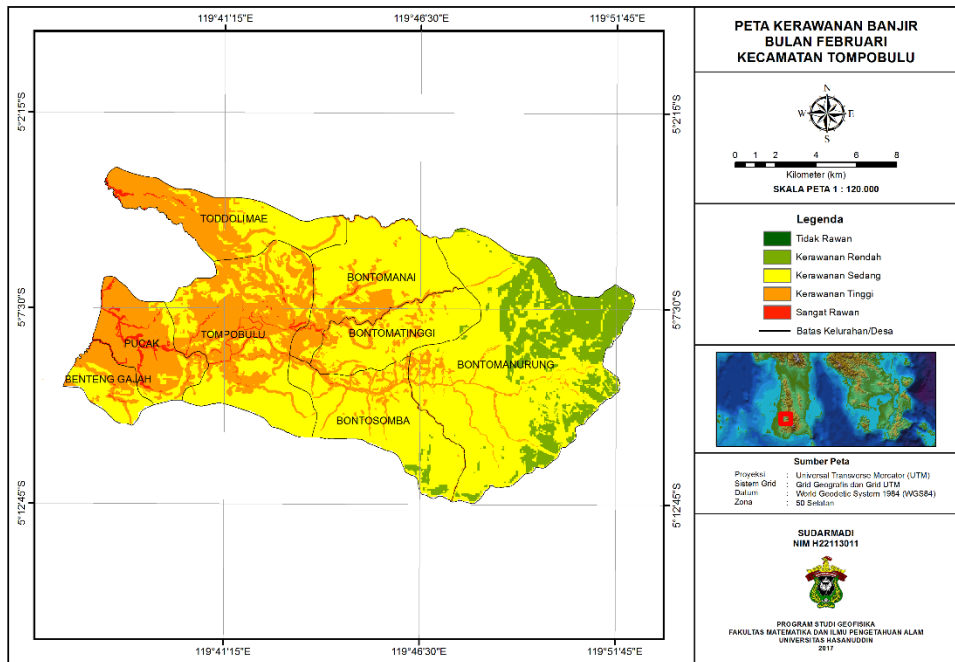 119°41'15"E 119°46'30"E 119°51'45"E
5°2'15"S 5°2'15"S
5°7'30"S 5°7'30"S
5°12'45"S 5°12'45"S
TODDOLIMAE
BONTOMANAI
TOMPOBULU
BONTOMATINGGI
PUCAK
BONTOMANURUNG
BENTENG GAJAH
BONTOSOMBA
119°41'15"E 119°46'30"E 119°51'45"E
PETA KERAWANAN BANJIR
BULAN FEBRUARI
KECAMATAN TOMPOBULU
N
W E
S
0 1 2 4 6 8
Kilometer (km)
SKALA PETA 1 : 120.000
Legenda
Tidak Rawan
Kerawanan Rendah
Kerawanan Sedang
Kerawanan Tinggi
Sangat Rawan
Batas Kelurahan/Desa
Sumber Peta
Proyeksi : Universal Transverse Mercator (UTM)
Sistem Grid : Grid Geografis dan Grid UTM
Datum : World Geodetic System 1984 (WGS84)
Zona : 50 Selatan
SUDARMADI
NIM H22113011
PROGRAM STUDI GEOFISIKA
FAKULTAS MATEMATIKA DAN ILMU PENGETAHUAN ALAM
UNIVERSITAS HASANUDDIN
2017